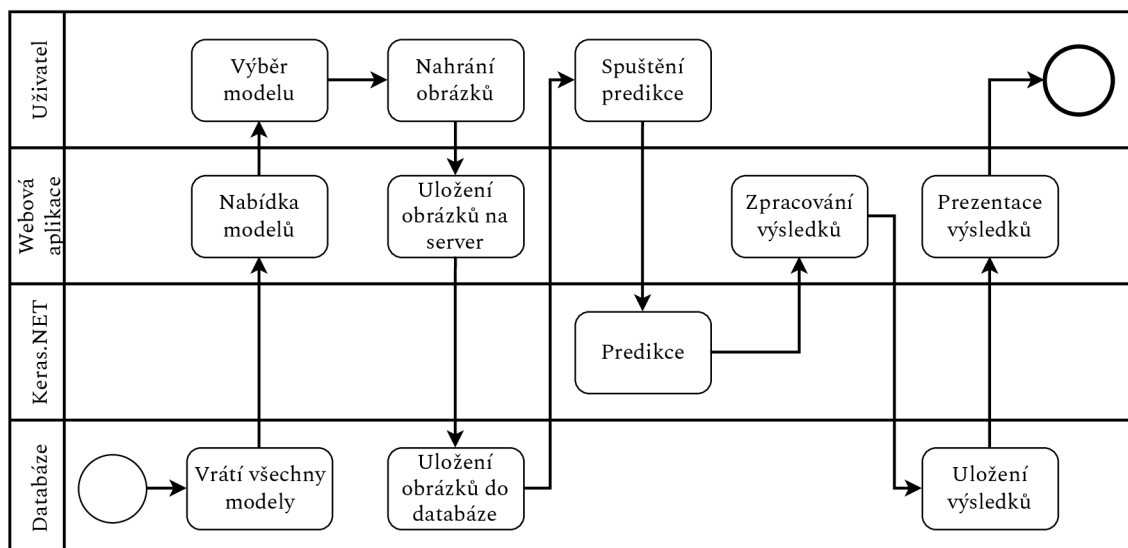 Uživatel
Výběr
modelu
Nahrání
obrázků
Spuštění
predikce
Webová
aplikace
Nabídka
modelů
Uložení
obrázků na
server
Zpracování
výsledků
Prezentace
výsledků
Keras.NET
Predikce
Databáze
Vrátí všechny
modely
Uložení
obrázků do
databáze
Uložení
výsledků